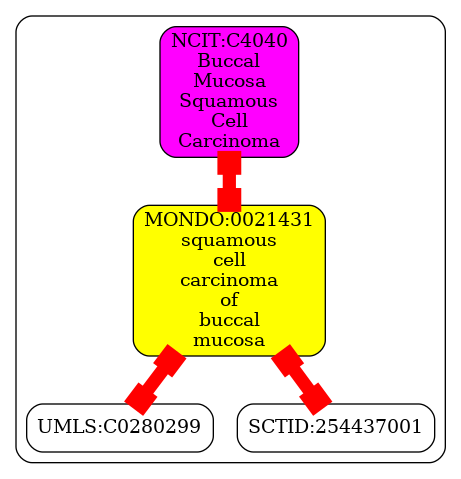 NCIT:C4040
Buccal
Mucosa
Squamous
Cell
Carcinoma
MONDO:0021431
squamous
cell
carcinoma
of
buccal
mucosa
UMLS:C0280299
SCTID:254437001